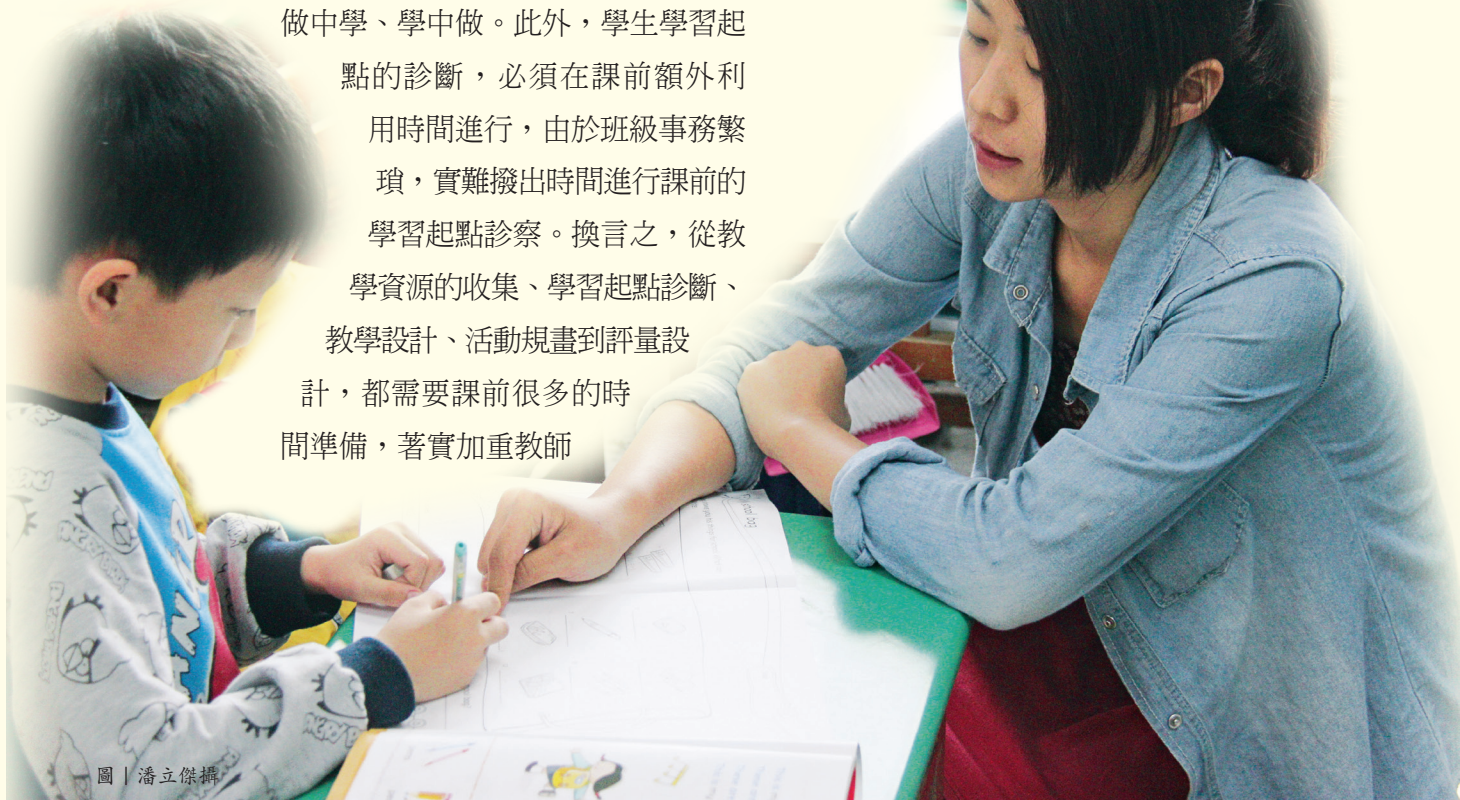 做中學、學中做。此外，學生學習起
點的診斷，必須在課前額外利
用時間進行，由於班級事務繁
瑣，實難撥出時間進行課前的
學習起點診察。換言之，從教
學資源的收集、學習起點診斷、
教學設計、活動規畫到評量設
計，都需要課前很多的時
間準備，著實加重教師
圖｜潘立傑攝